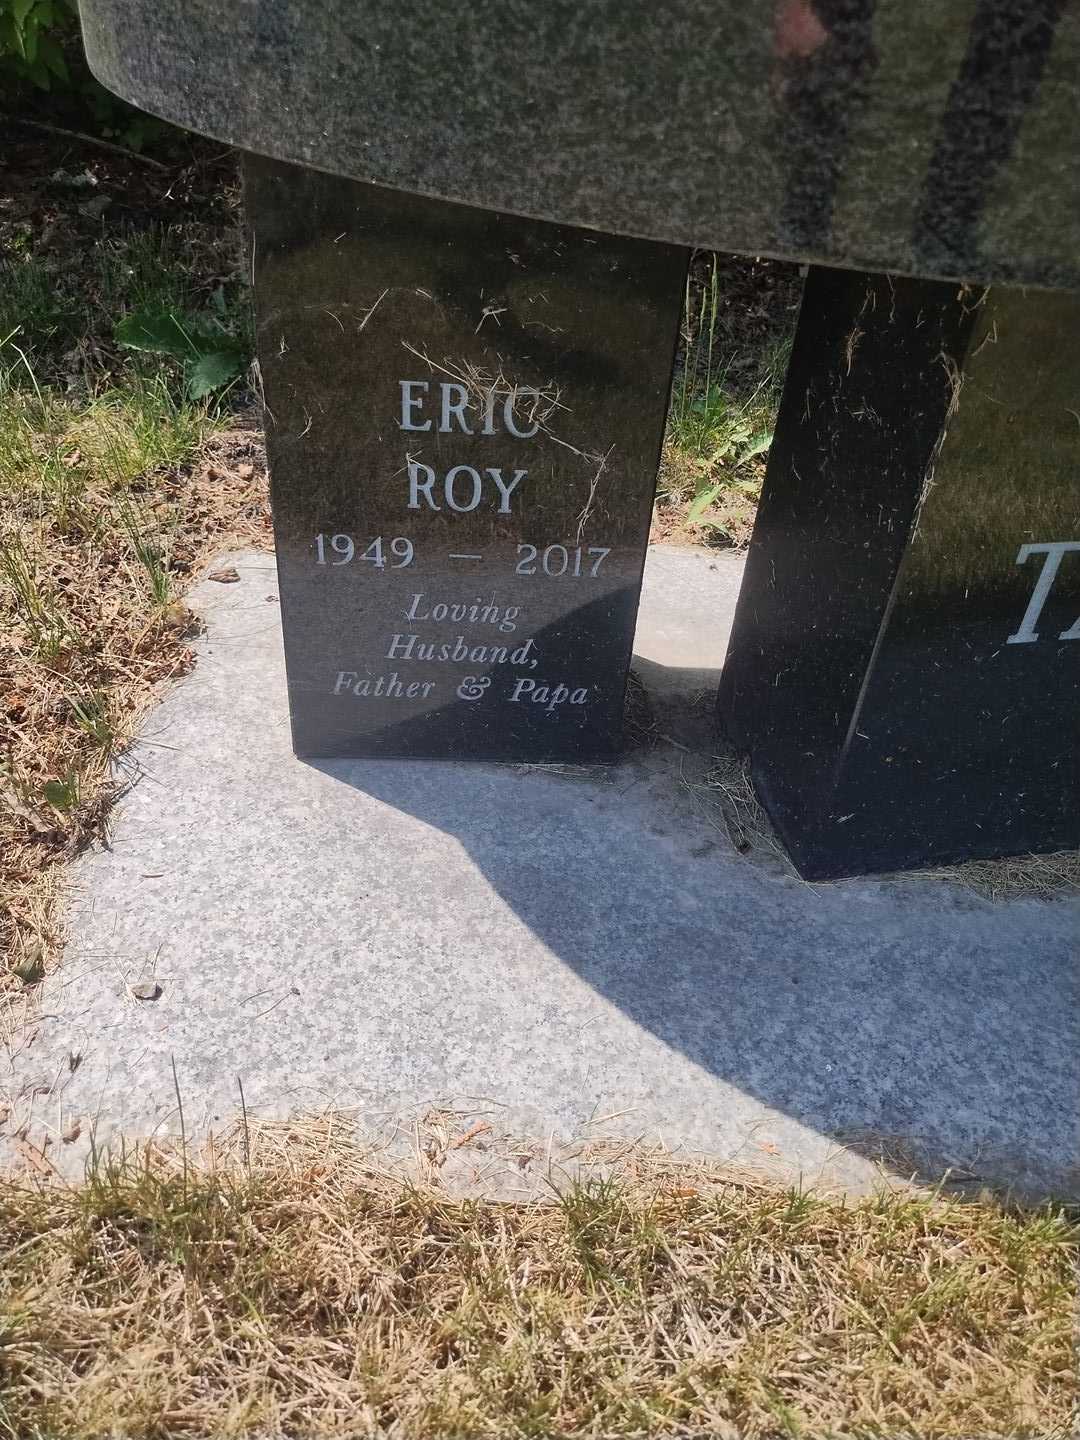 ERIC
ROY
1949 — 2017
Loving
Husband,
Father & Papa